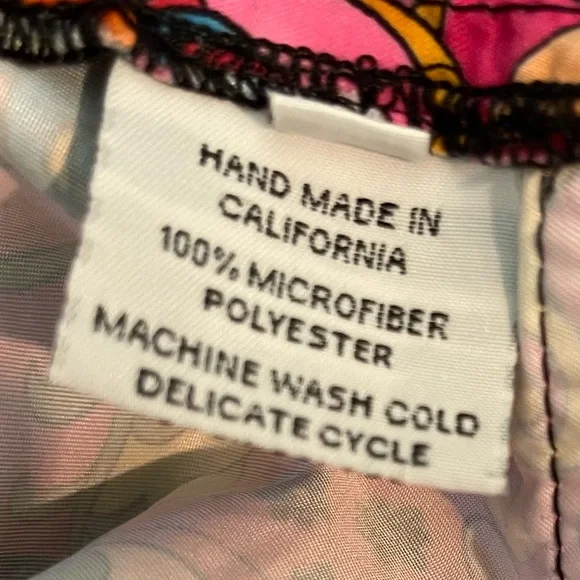 HAND MADE IN
CALIFORNIA
100% MICROFIBER
POLYESTER
MACHINE WASH COLD
DELICATE CYCLE